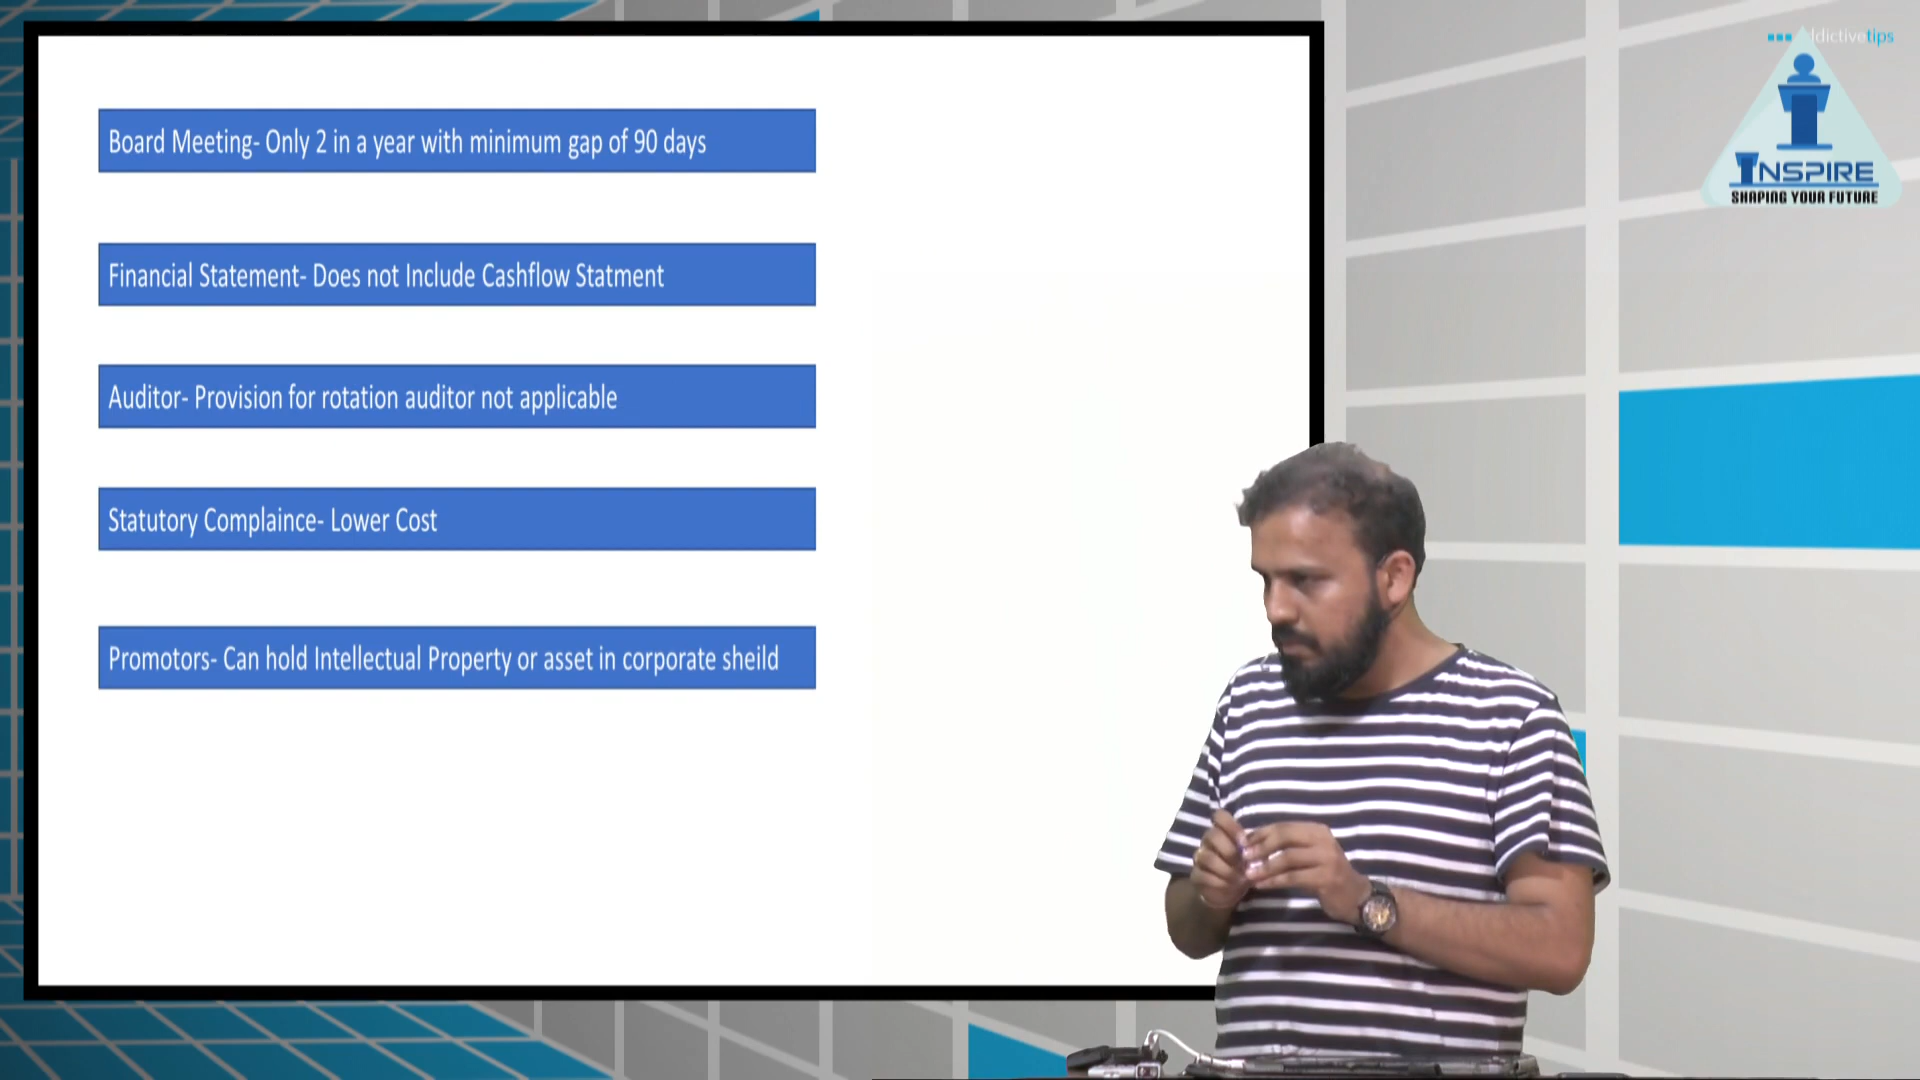 Board Meeting- Only 2 in a year with minimum gap of 90 days
Financial Statement- Does not Include Cashflow Statment
Auditor- Provision for rotation auditor not applicable
Statutory Complaince- Lower Cost
Promotors- Can hold Intellectual Property or asset in corporate sheild
ddictivetips
INSPIRE
SHAPING YOUR FUTURE